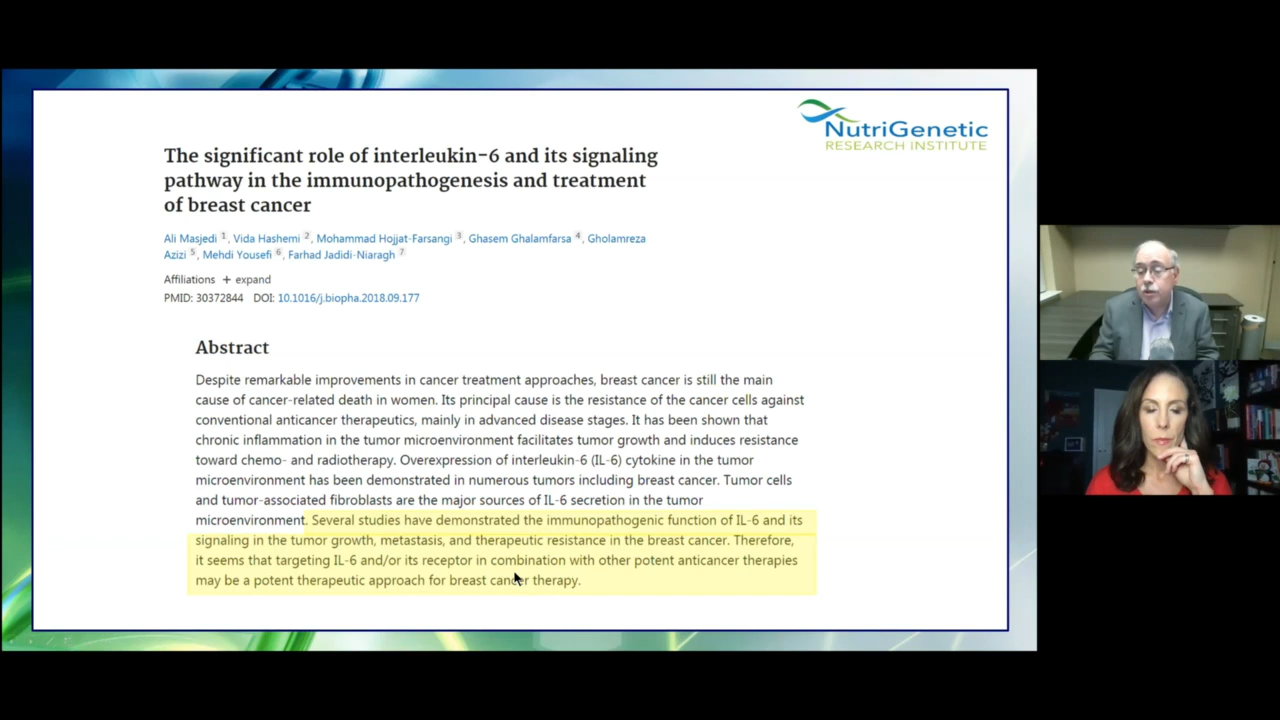 NutriGenetic
RESEARCH INSTITUTE
The significant role of interleukin-6 and its signaling
pathway in the immunopathogenesis and treatment
of breast cancer
Ali Masjedi 1, Vida Hashemi 2, Mohammad Hojjat-Farsangi 3, Ghasem Ghalamfarsa 4, Gholamreza
Azizi 5, Mehdi Yousefi 6, Farhad Jadidi-Niaragh 7
Affiliations + expand
PMID: 30372844 DOI: 10.1016/j.biopha.2018.09.177
Abstract
Despite remarkable improvements in cancer treatment approaches, breast cancer is still the main
cause of cancer-related death in women. Its principal cause is the resistance of the cancer cells against
conventional anticancer therapeutics, mainly in advanced disease stages. It has been shown that
chronic inflammation in the tumor microenvironment facilitates tumor growth and induces resistance
toward chemo- and radiotherapy. Overexpression of interleukin-6 (IL-6) cytokine in the tumor
microenvironment has been demonstrated in numerous tumors including breast cancer. Tumor cells
and tumor-associated fibroblasts are the major sources of IL-6 secretion in the tumor
microenvironment. Several studies have demonstrated the immunopathogenic function of IL-6 and its
signaling in the tumor growth, metastasis, and therapeutic resistance in the breast cancer. Therefore,
it seems that targeting IL-6 and/or its receptor in combination with other potent anticancer therapies
may be a potent therapeutic approach for breast cancer therapy.